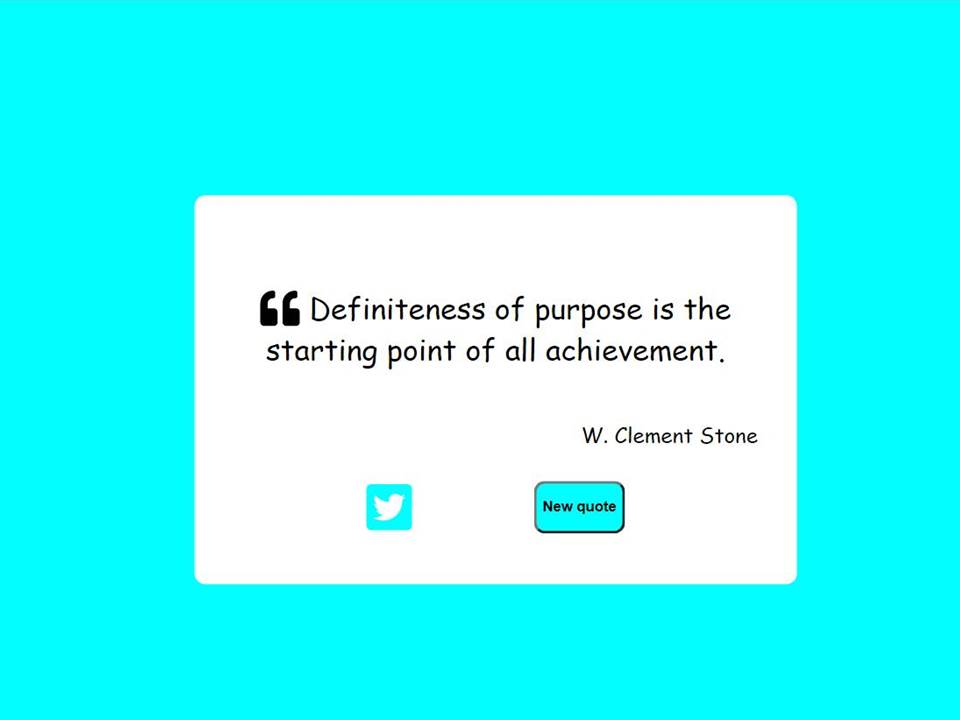 ❝ Definiteness of purpose is the
starting point of all achievement.
W. Clement Stone
New quote